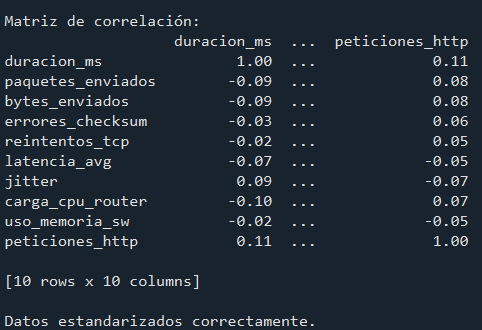 Matriz de correlación:
                   duracion_ms  ...  peticiones_http
duracion_ms               1.00  ...             0.11
paquetes_enviados        -0.09  ...             0.08
bytes_enviados           -0.09  ...             0.08
errores_checksum         -0.03  ...             0.06
reintentos_tcp           -0.02  ...             0.05
latencia_avg             -0.07  ...            -0.05
jitter                    0.09  ...            -0.07
carga_cpu_router         -0.10  ...             0.07
uso_memoria_sw           -0.02  ...            -0.05
peticiones_http           0.11  ...             1.00
[10 rows x 10 columns]
Datos estandarizados correctamente.